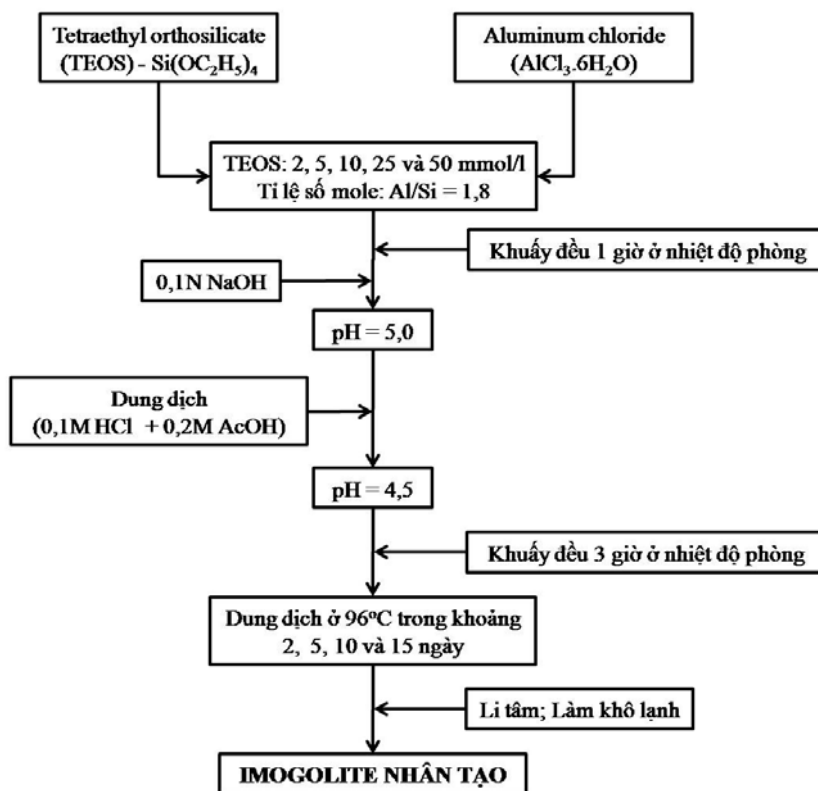 Tetraethyl orthosilicate
(TEOS) - Si(OC₂H₅)₄
Aluminum chloride
(AlCl₃.6H₂O)
TEOS: 2, 5, 10, 25 và 50 mmol/l
Tỉ lệ số mole: Al/Si = 1,8
Khuấy đều 1 giờ ở nhiệt độ phòng
0,1N NaOH
pH = 5,0
Dung dịch
(0,1M HCl + 0,2M AcOH)
pH = 4,5
Khuấy đều 3 giờ ở nhiệt độ phòng
Dung dịch ở 96°C trong khoảng
2, 5, 10 và 15 ngày
Li tâm; Làm khô lạnh
IMOGOLITE NHÂN TẠO